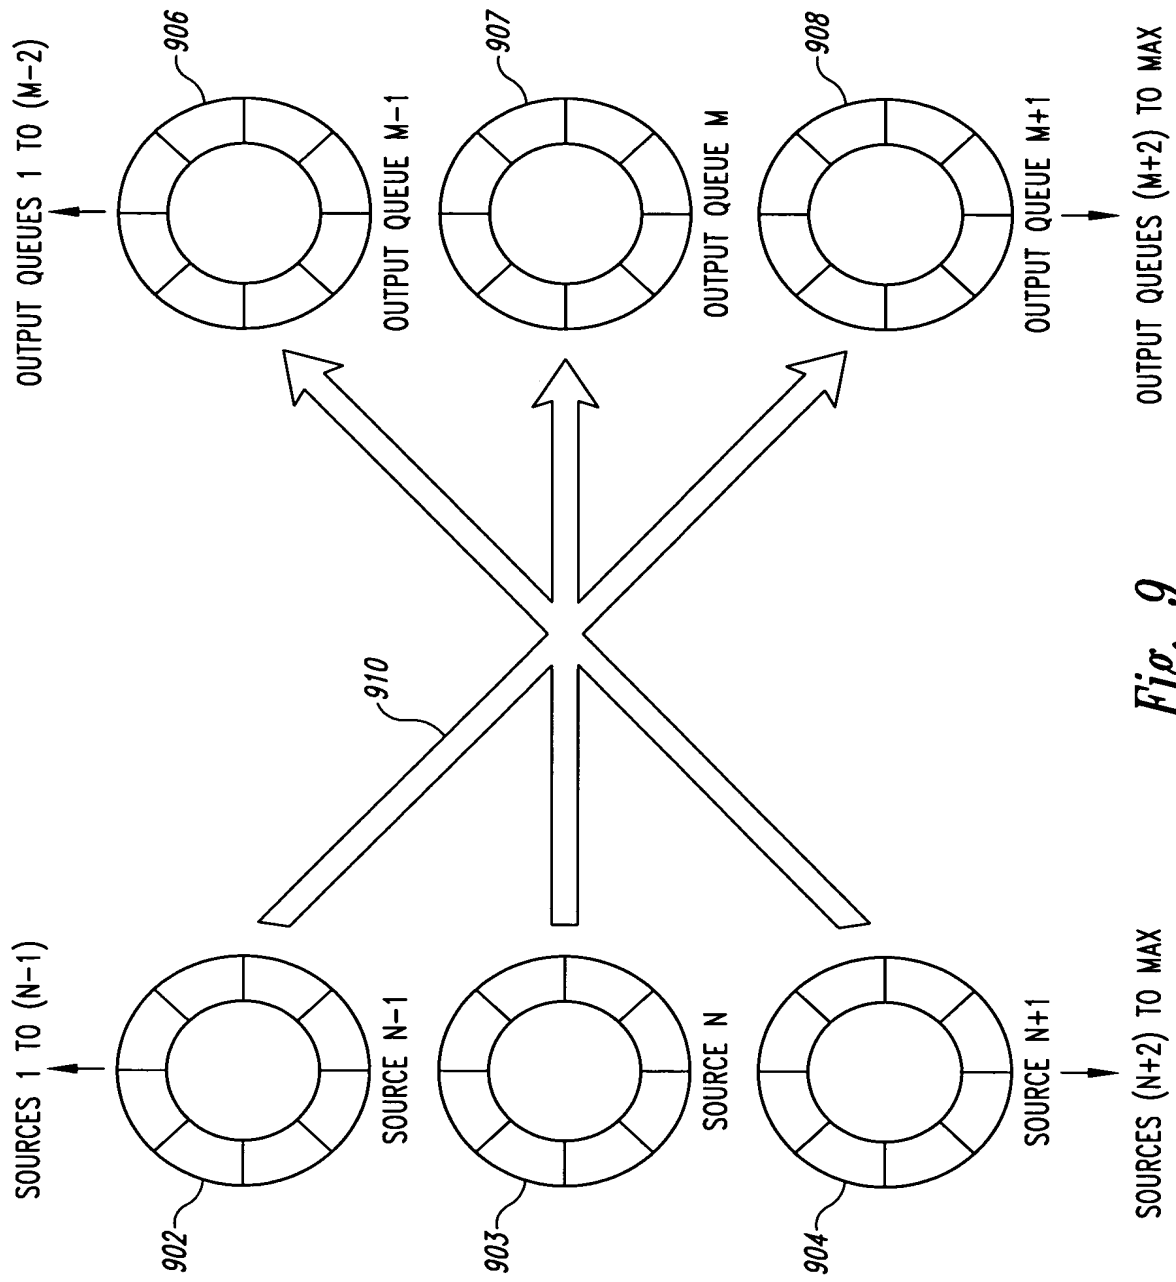 SOURCES 1 TO (N-1)
902
SOURCE N-1
903
SOURCE N
904
SOURCE N+1
SOURCES (N+2) TO MAX
910
OUTPUT QUEUES 1 TO (M-2)
906
OUTPUT QUEUE M-1
907
OUTPUT QUEUE M
908
OUTPUT QUEUE M+1
OUTPUT QUEUES (M+2) TO MAX
Fig. 9